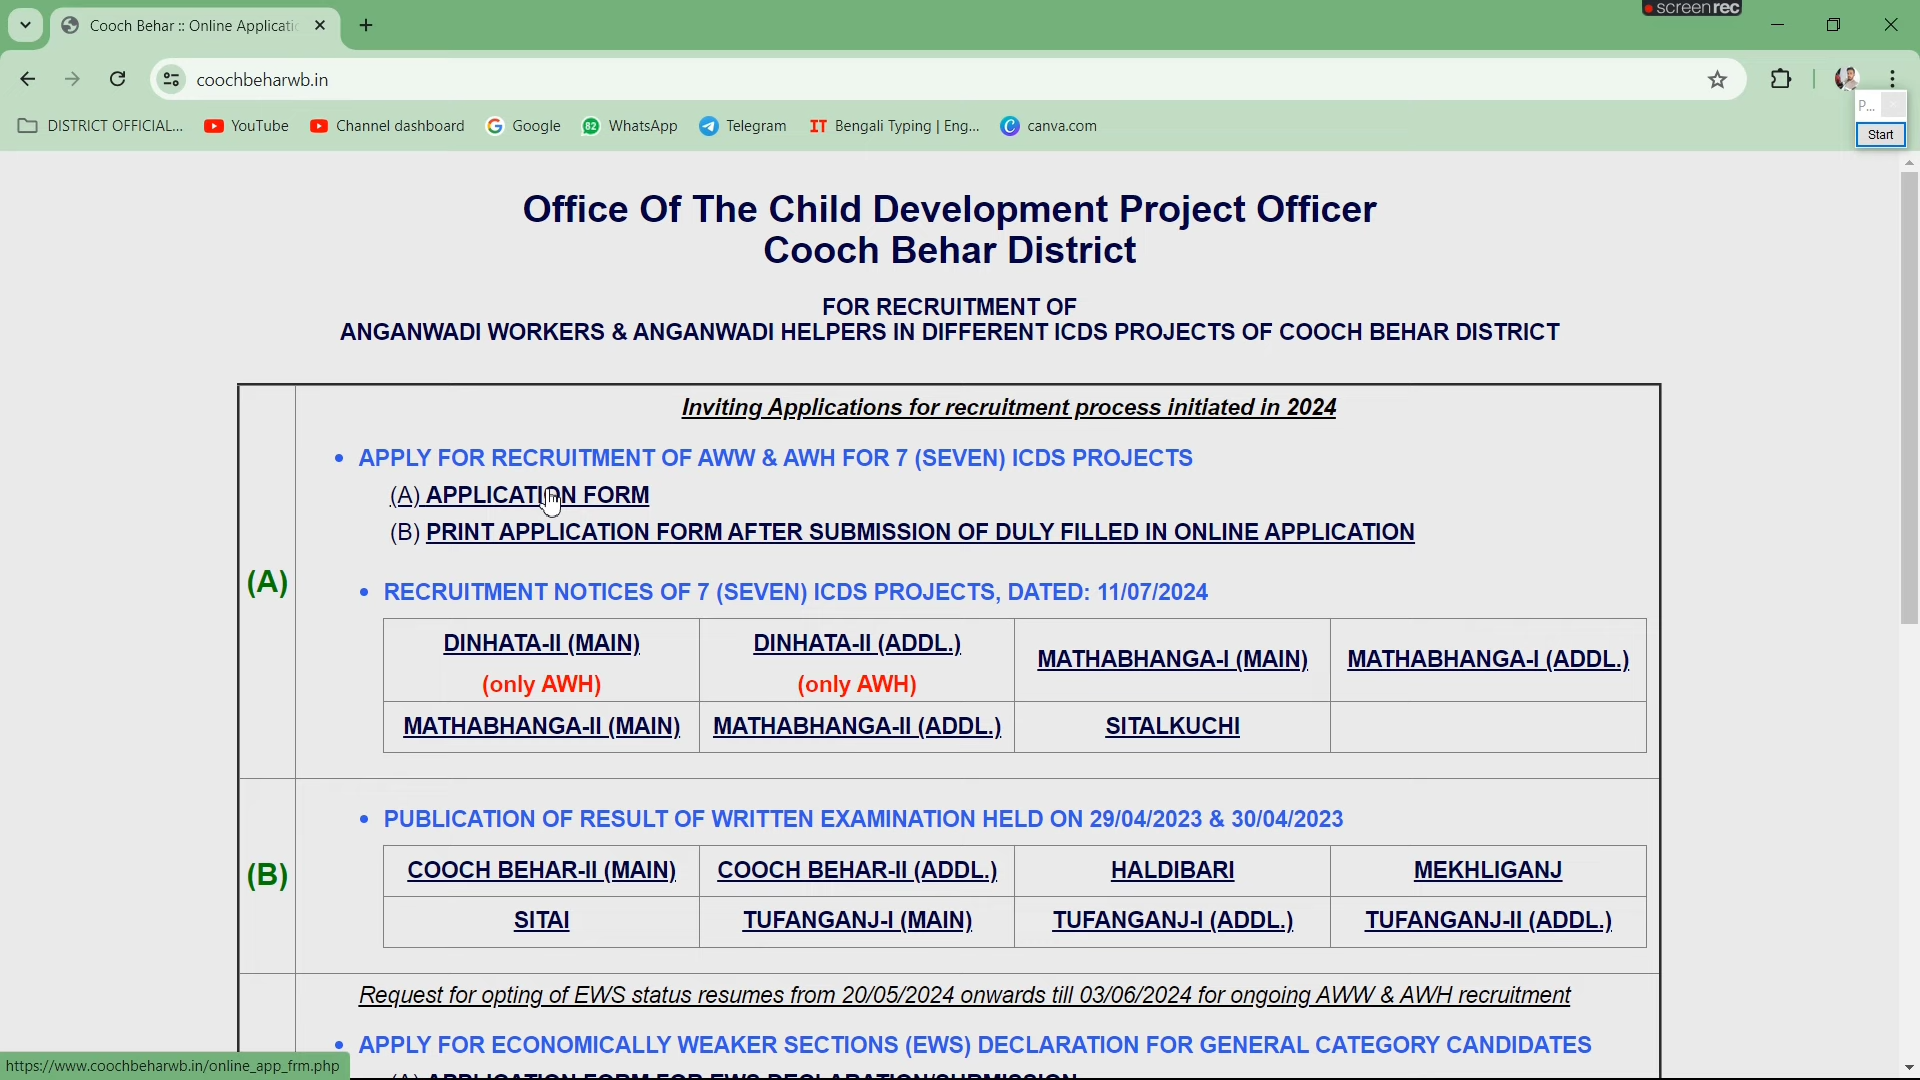 screenrec
Cooch Behar :: Online Applicati
coochbeharwb.in
P...
Start
DISTRICT OFFICIAL... YouTube Channel dashboard Google WhatsApp Telegram IT Bengali Typing | Eng... canva.com
82
Office Of The Child Development Project Officer
Cooch Behar District
FOR RECRUITMENT OF
ANGANWADI WORKERS & ANGANWADI HELPERS IN DIFFERENT ICDS PROJECTS OF COOCH BEHAR DISTRICT
Inviting Applications for recruitment process initiated in 2024
• APPLY FOR RECRUITMENT OF AWW & AWH FOR 7 (SEVEN) ICDS PROJECTS
(A) APPLICATION FORM
(B) PRINT APPLICATION FORM AFTER SUBMISSION OF DULY FILLED IN ONLINE APPLICATION
(A)
• RECRUITMENT NOTICES OF 7 (SEVEN) ICDS PROJECTS, DATED: 11/07/2024
DINHATA-II (MAIN) DINHATA-II (ADDL.) MATHABHANGA-I (MAIN) MATHABHANGA-I (ADDL.)
(only AWH) (only AWH)
MATHABHANGA-II (MAIN) MATHABHANGA-II (ADDL.) SITALKUCHI
• PUBLICATION OF RESULT OF WRITTEN EXAMINATION HELD ON 29/04/2023 & 30/04/2023
(B)
COOCH BEHAR-II (MAIN) COOCH BEHAR-II (ADDL.) HALDIBARI MEKHLIGANJ
SITAI TUFANGANJ-I (MAIN) TUFANGANJ-I (ADDL.) TUFANGANJ-II (ADDL.)
Request for opting of EWS status resumes from 20/05/2024 onwards till 03/06/2024 for ongoing AWW & AWH recruitment
• APPLY FOR ECONOMICALLY WEAKER SECTIONS (EWS) DECLARATION FOR GENERAL CATEGORY CANDIDATES
(A) APPLICATION FORM FOR EWS DECLARATION/SUBMISSION
https://www.coochbeharwb.in/online_app_frm.php